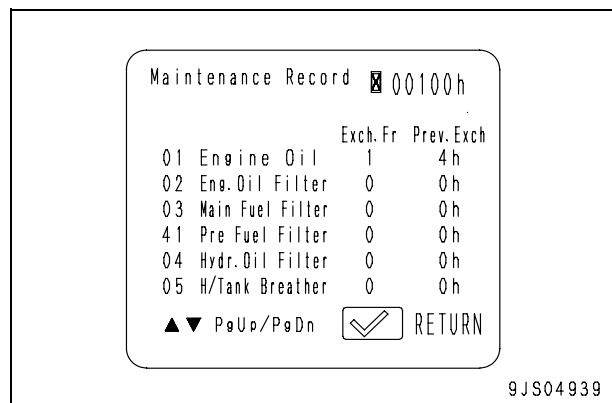 Maintenance Record 00100h
Exch.Fr Prev.Exch
01 Engine Oil 1 4h
02 Eng.Oil Filter 0 0h
03 Main Fuel Filter 0 0h
41 Pre Fuel Filter 0 0h
04 Hydr.Oil Filter 0 0h
05 H/Tank Breather 0 0h
▲▼ PgUp/PgDn RETURN
9JS04939